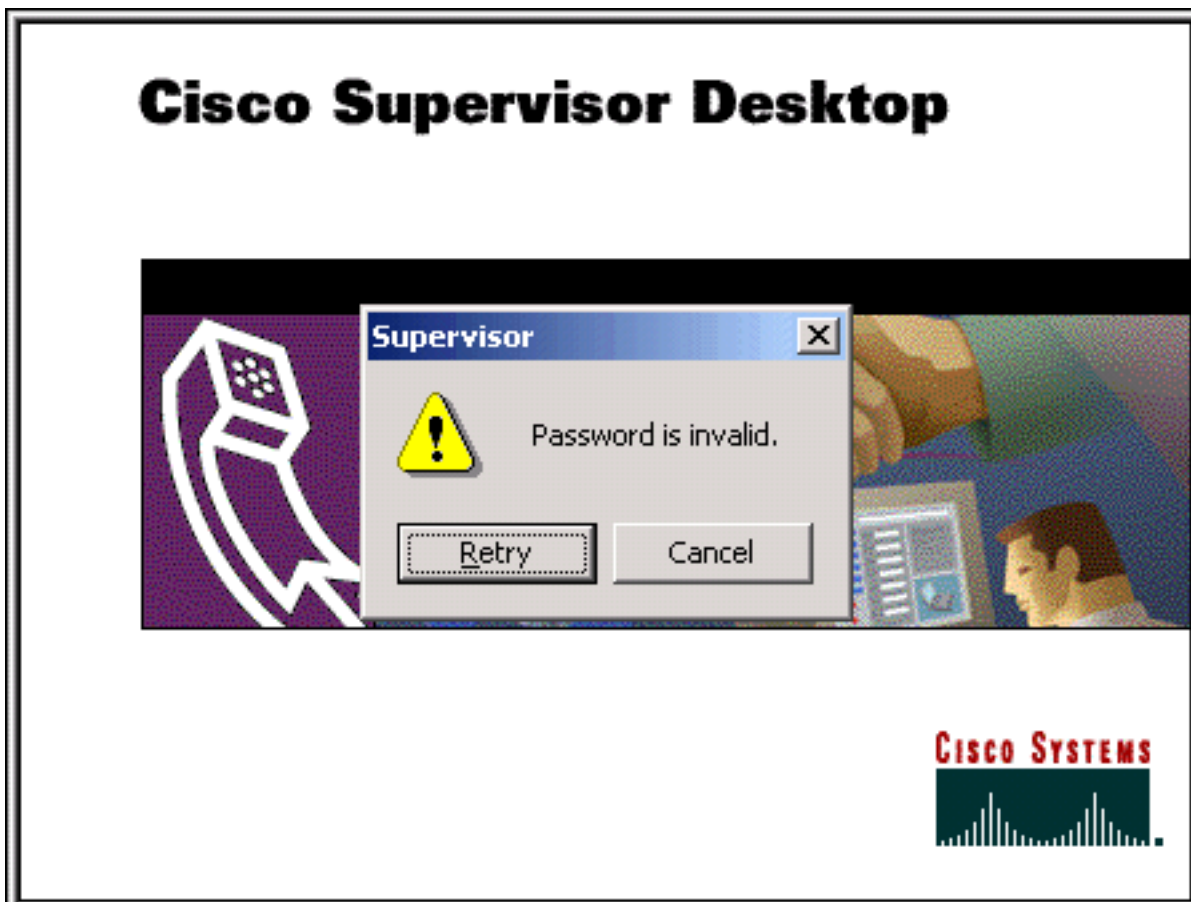 Cisco Supervisor Desktop
Supervisor
Password is invalid.
Retry
Cancel
CISCO SYSTEMS